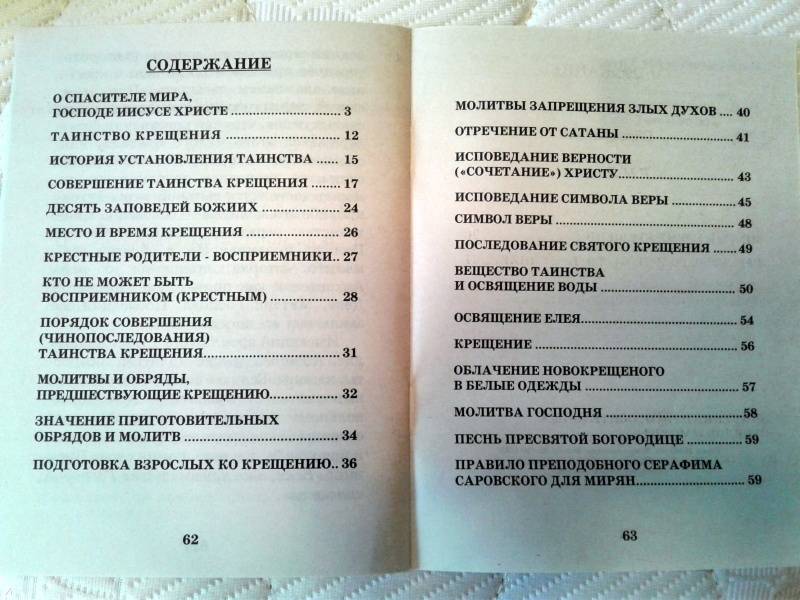 СОДЕРЖАНИЕ
О СПАСИТЕЛЕ МИРА,
ГОСПОДЕ ИИСУСЕ ХРИСТЕ ........................ 3
ТАИНСТВО КРЕЩЕНИЯ ........................ 12
ИСТОРИЯ УСТАНОВЛЕНИЯ ТАИНСТВА ..... 15
СОВЕРШЕНИЕ ТАИНСТВА КРЕЩЕНИЯ ....... 17
ДЕСЯТЬ ЗАПОВЕДЕЙ БОЖИИХ .................. 24
МЕСТО И ВРЕМЯ КРЕЩЕНИЯ ..................... 26
КРЕСТНЫЕ РОДИТЕЛИ - ВОСПРИЕМНИКИ.. 27
КТО НЕ МОЖЕТ БЫТЬ
ВОСПРИЕМНИКОМ (КРЕСТНЫМ) ................. 28
ПОРЯДОК СОВЕРШЕНИЯ
(ЧИНОПОСЛЕДОВАНИЯ)
ТАИНСТВА КРЕЩЕНИЯ............................ 31
МОЛИТВЫ И ОБРЯДЫ,
ПРЕДШЕСТВУЮЩИЕ КРЕЩЕНИЮ................. 32
ЗНАЧЕНИЕ ПРИГОТОВИТЕЛЬНЫХ
ОБРЯДОВ И МОЛИТВ ............................... 34
ПОДГОТОВКА ВЗРОСЛЫХ КО КРЕЩЕНИЮ.. 36
62
МОЛИТВЫ ЗАПРЕЩЕНИЯ ЗЛЫХ ДУХОВ .... 40
ОТРЕЧЕНИЕ ОТ САТАНЫ ....................... 41
ИСПОВЕДАНИЕ ВЕРНОСТИ
(«СОЧЕТАНИЕ») ХРИСТУ........................ 43
ИСПОВЕДАНИЕ СИМВОЛА ВЕРЫ .............. 45
СИМВОЛ ВЕРЫ ..................................... 48
ПОСЛЕДОВАНИЕ СВЯТОГО КРЕЩЕНИЯ ..... 49
ВЕЩЕСТВО ТАИНСТВА
И ОСВЯЩЕНИЕ ВОДЫ ............................ 50
ОСВЯЩЕНИЕ ЕЛЕЯ................................. 54
КРЕЩЕНИЕ .......................................... 56
ОБЛАЧЕНИЕ НОВОКРЕЩЕНОГО
В БЕЛЫЕ ОДЕЖДЫ ................................ 57
МОЛИТВА ГОСПОДНЯ ............................ 58
ПЕСНЬ ПРЕСВЯТОЙ БОГОРОДИЦЕ ........... 59
ПРАВИЛО ПРЕПОДОБНОГО СЕРАФИМА
САРОВСКОГО ДЛЯ МИРЯН...................... 59
63